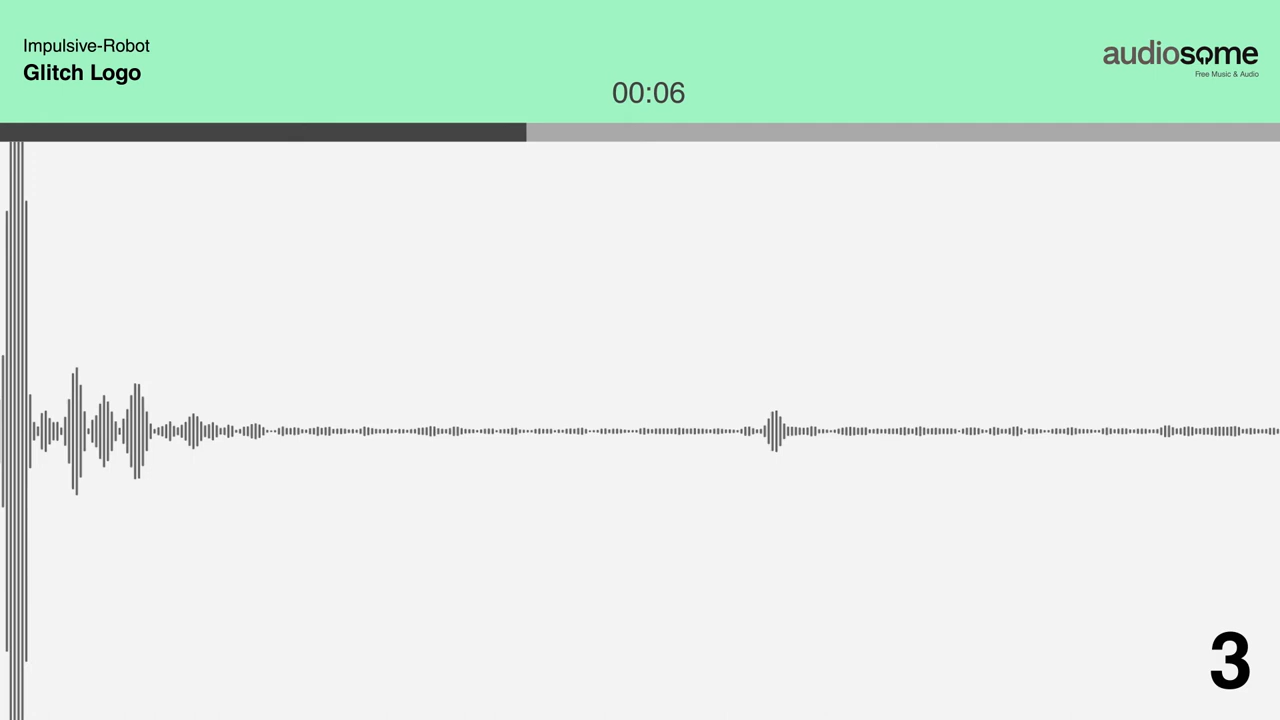 Impulsive-Robot
Glitch Logo
audiosome
Free Music & Audio
00:06
3